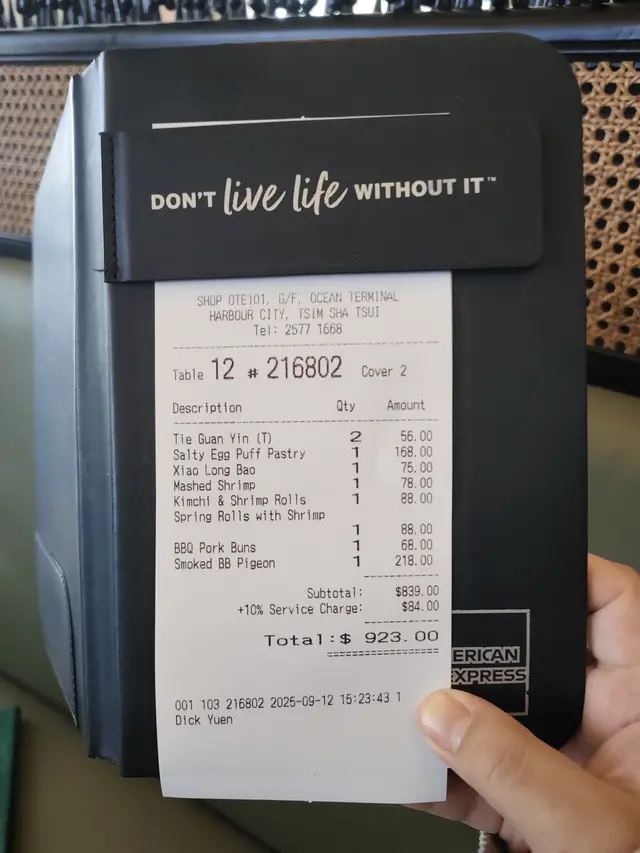 DON'T live life WITHOUT IT™
SHOP OTE101, G/F, OCEAN TERMINAL
HARBOUR CITY, TSIM SHA TSUI
Tel: 2577 1668
Table 12 # 216802 Cover 2
Description Qty Amount
Tie Guan Yin (T) 2 56.00
Salty Egg Puff Pastry 1 168.00
Xiao Long Bao 1 75.00
Mashed Shrimp 1 78.00
Kimchi & Shrimp Rolls 1 88.00
Spring Rolls with Shrimp
1 88.00
BBQ Pork Buns 1 68.00
Smoked BB Pigeon 1 218.00
Subtotal: $839.00
+10% Service Charge: $84.00
Total:$ 923.00
ERICAN
EXPRESS
001 103 216802 2025-09-12 15:23:43 1
Dick Yuen